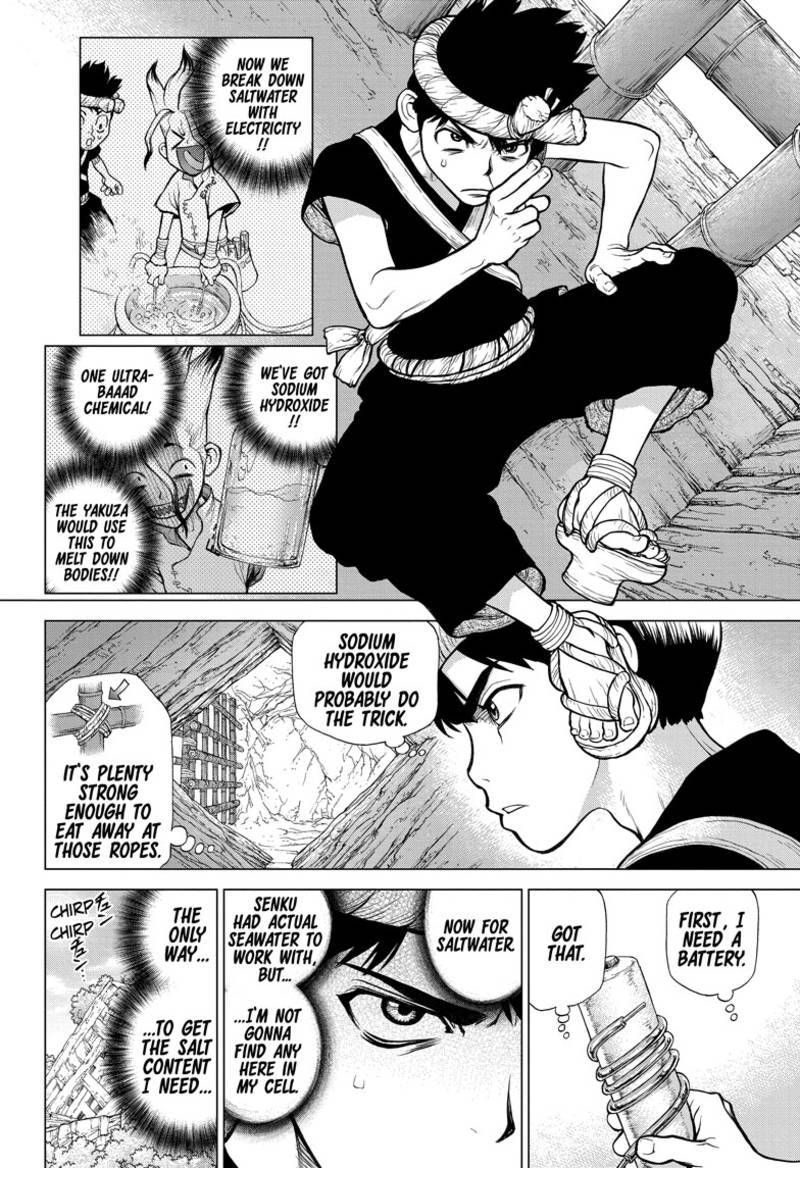 NOW WE
BREAK DOWN
SALTWATER
WITH
ELECTRICITY
!!
WE'VE GOT
SODIUM
HYDROXIDE
!!
ONE ULTRA-
BAAAD
CHEMICAL!
THE YAKUZA
WOULD USE
THIS TO
MELT DOWN
BODIES!!
SODIUM
HYDROXIDE
WOULD
PROBABLY DO
THE TRICK.
IT'S PLENTY
STRONG
ENOUGH TO
EAT AWAY AT
THOSE ROPES.
FIRST, I
NEED A
BATTERY.
GOT
THAT.
NOW FOR
SALTWATER.
SENKU
HAD ACTUAL
SEAWATER TO
WORK WITH,
BUT...
...I'M NOT
GONNA
FIND ANY
HERE IN
MY CELL.
THE
ONLY
WAY...
...TO GET
THE SALT
CONTENT
I NEED...
CHIRP
CHIRP